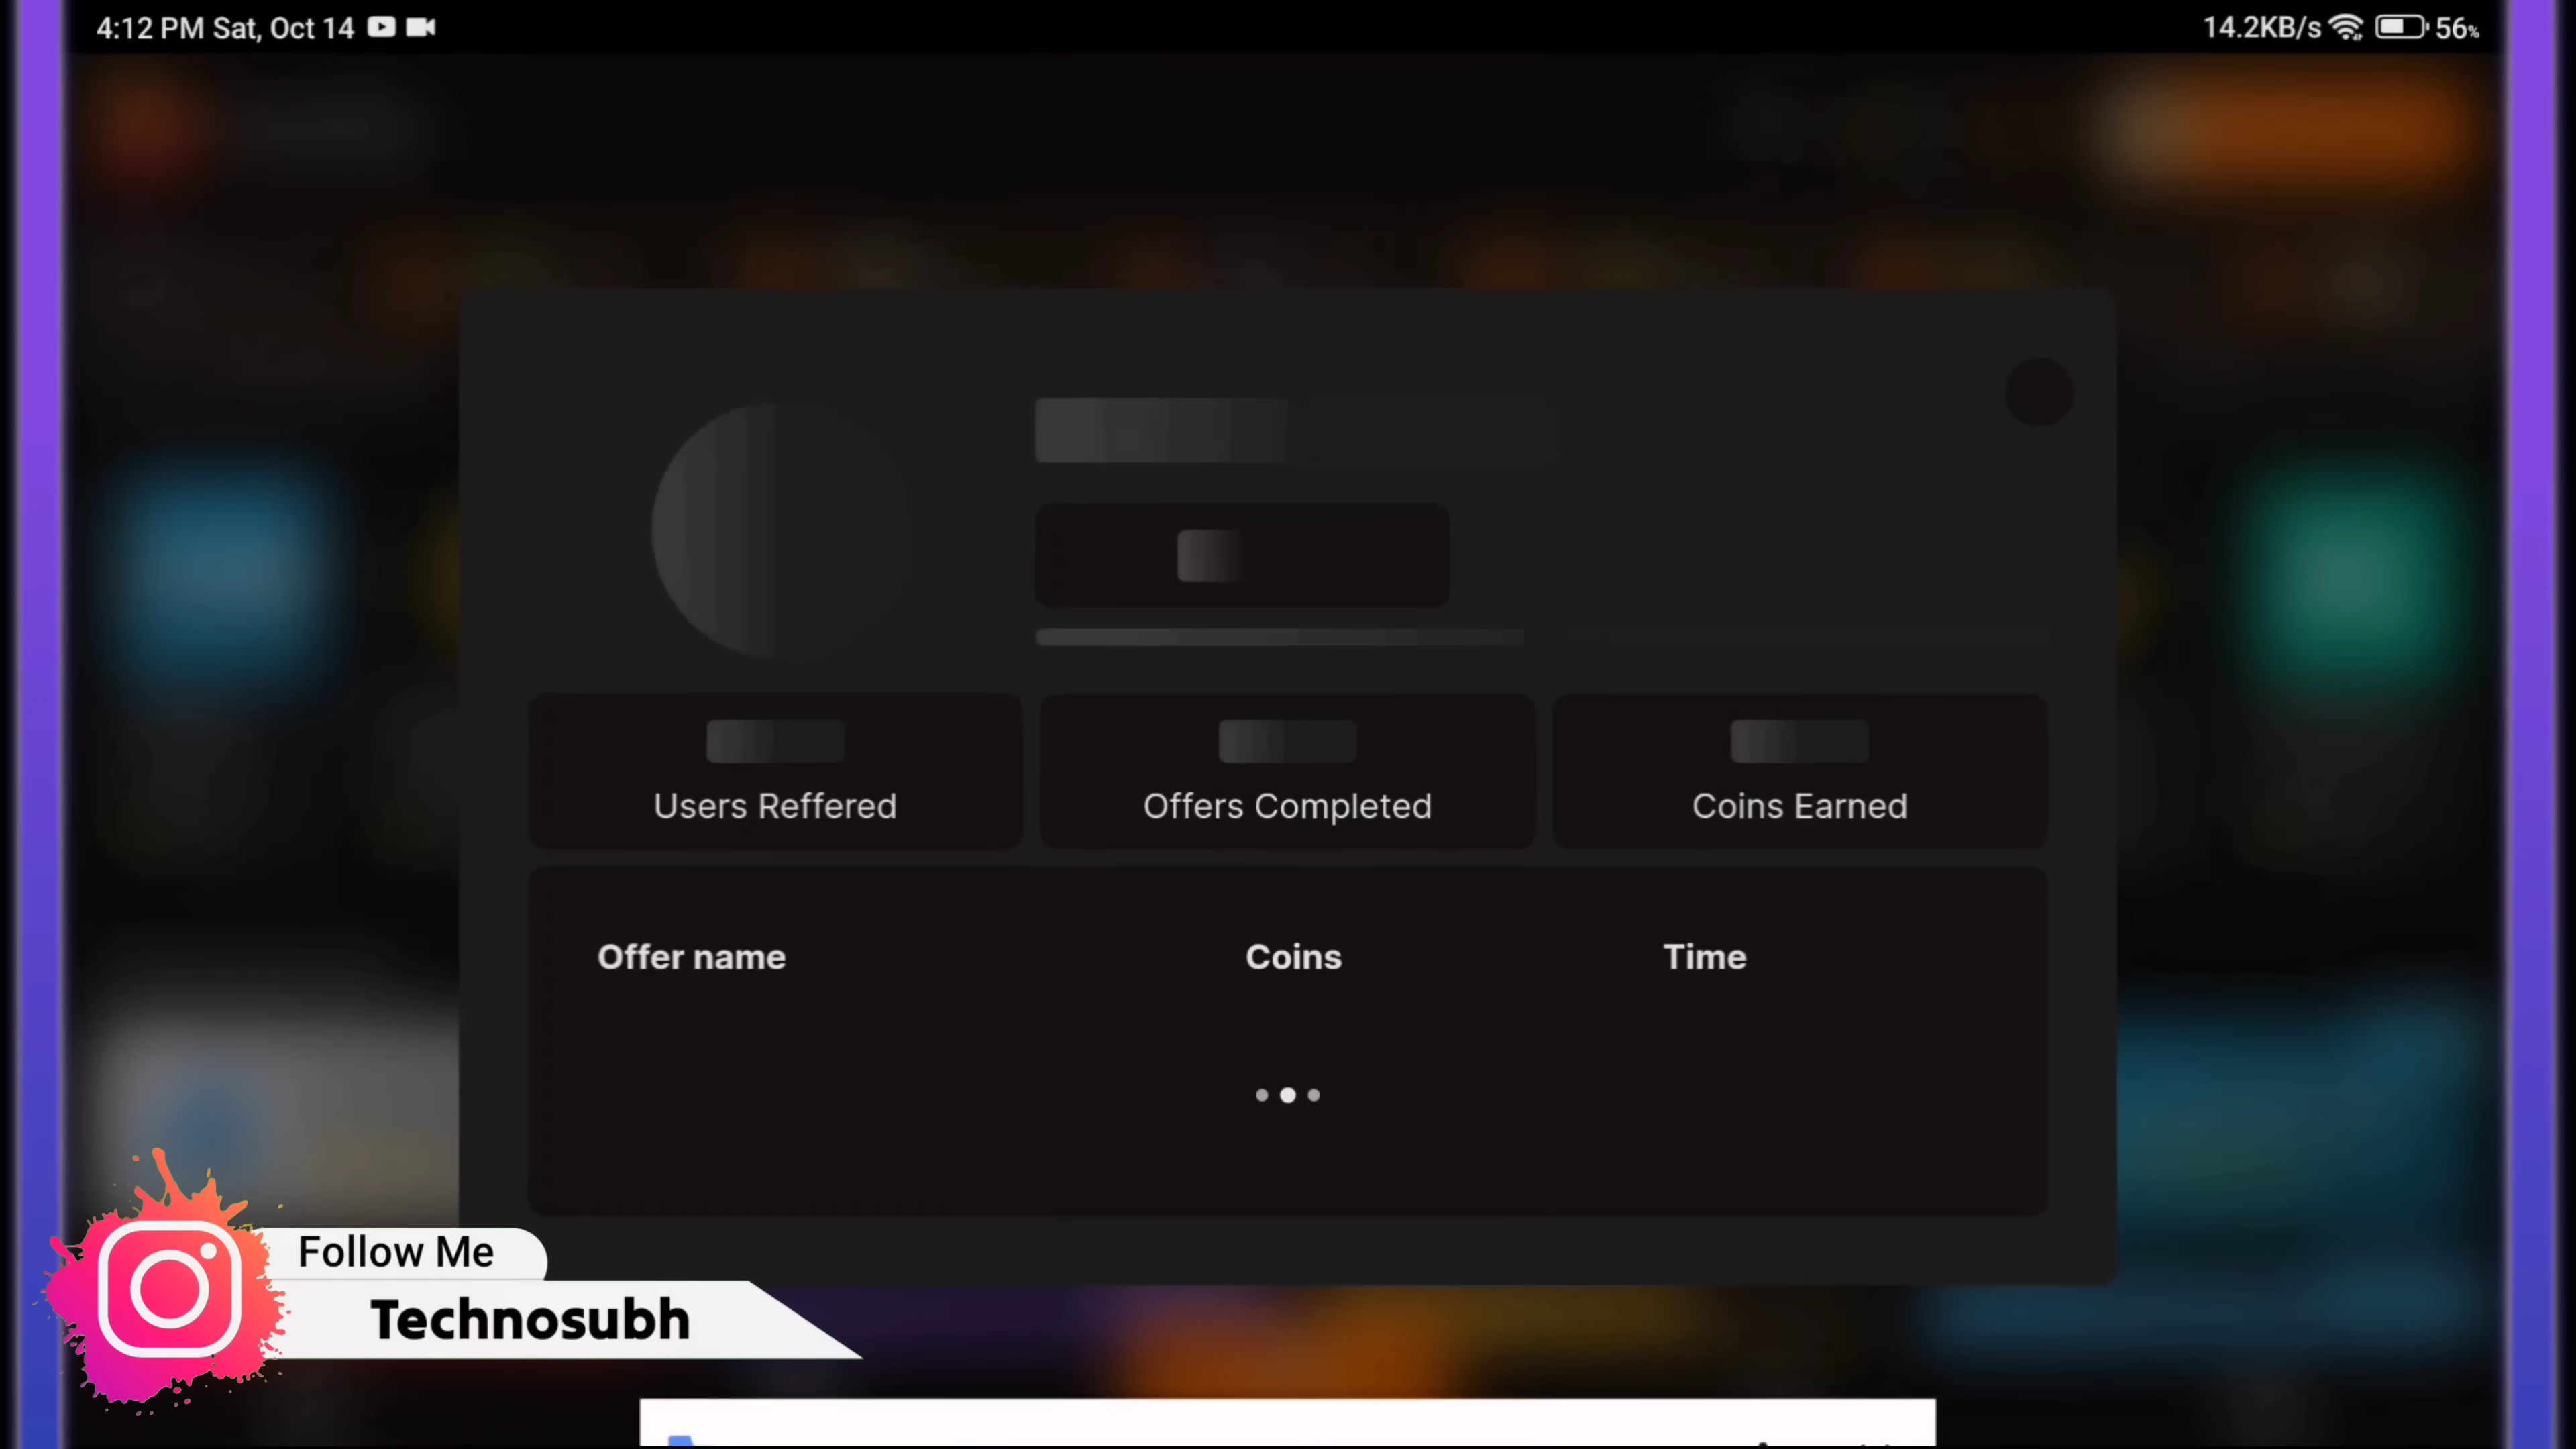 4:12 PM Sat, Oct 14
14.2KB/s 56%
Users Reffered
Offers Completed
Coins Earned
Offer name Coins Time
Follow Me
Technosubh